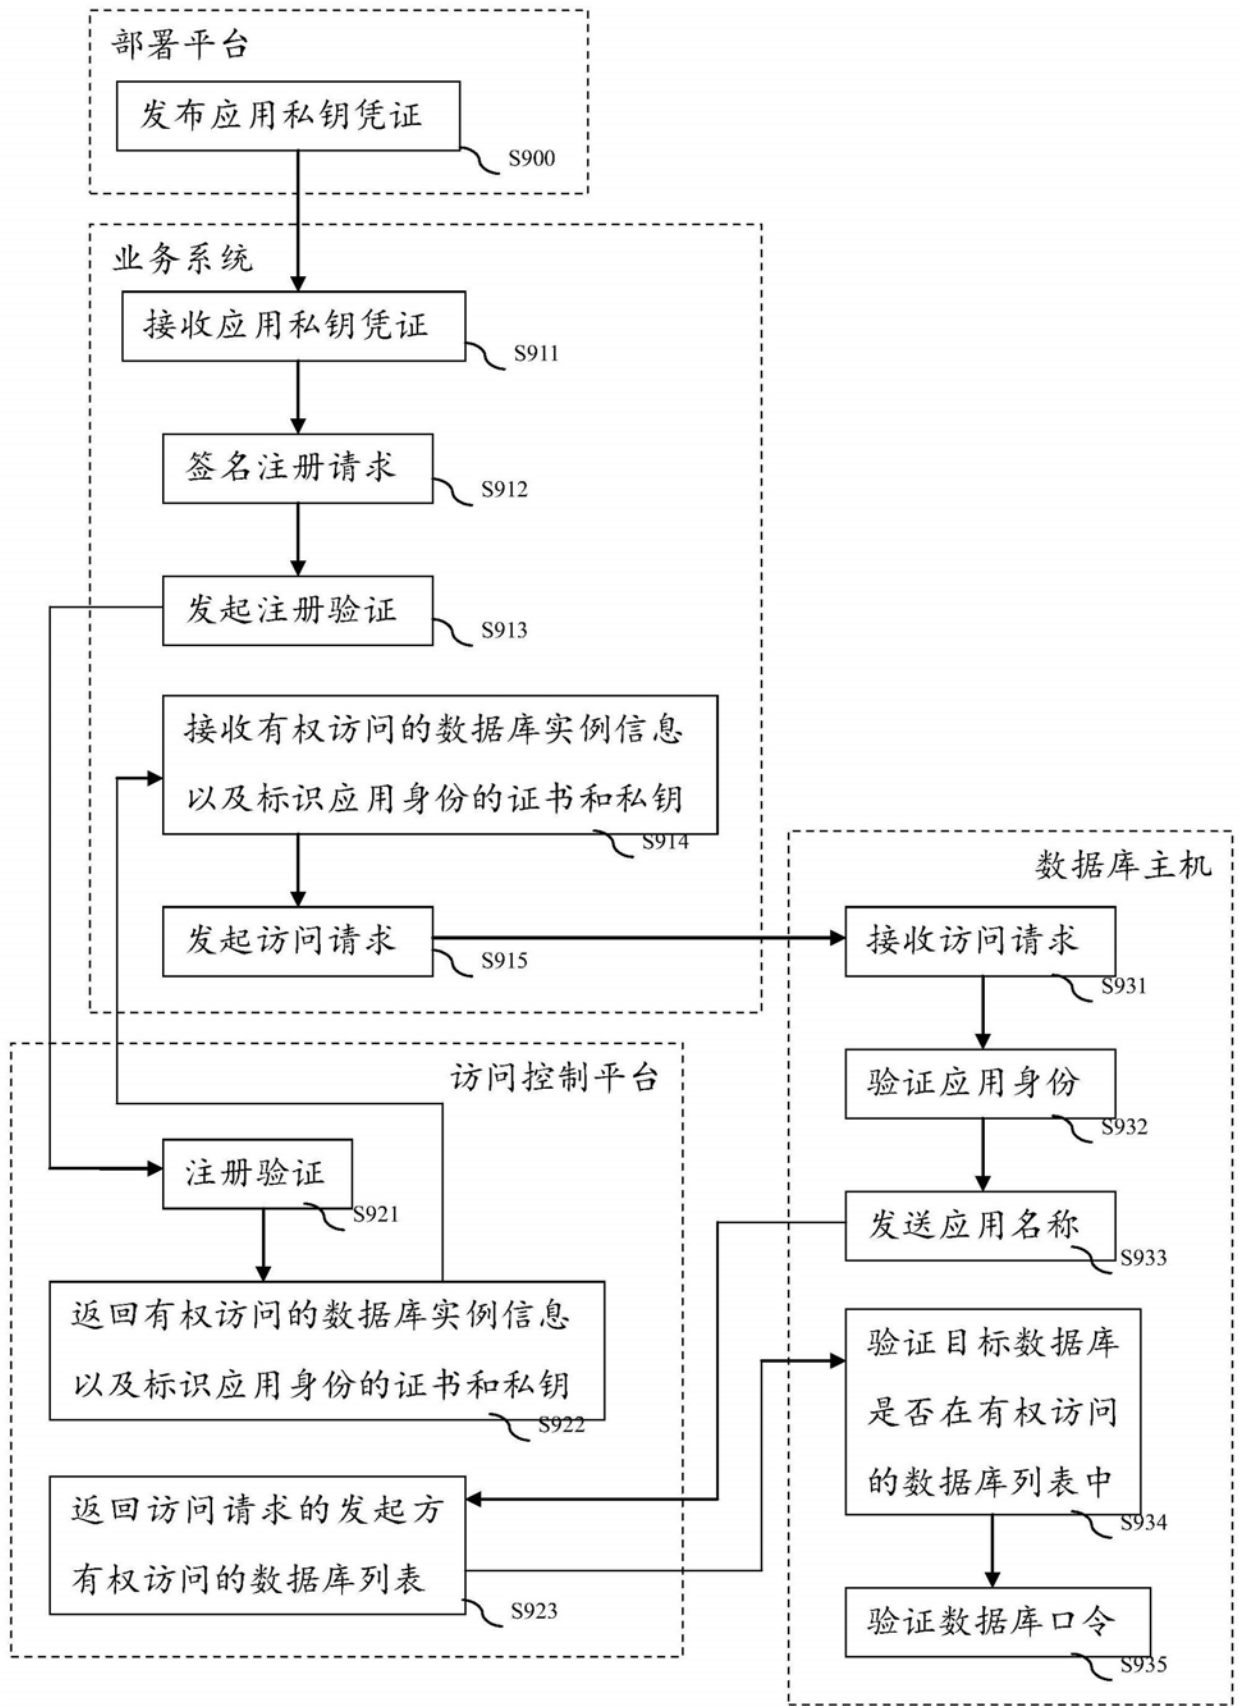 部署平台
发布应用私钥凭证
S900
业务系统
接收应用私钥凭证
S911
签名注册请求
S912
发起注册验证
S913
接收有权访问的数据库实例信息
以及标识应用身份的证书和私钥
S914
发起访问请求
S915
数据库主机
接收访问请求
S931
验证应用身份
S932
发送应用名称
S933
验证目标数据库
是否在有权访问
的数据库列表中
S934
验证数据库口令
S935
访问控制平台
注册验证
S921
返回有权访问的数据库实例信息
以及标识应用身份的证书和私钥
S922
返回访问请求的发起方
有权访问的数据库列表
S923